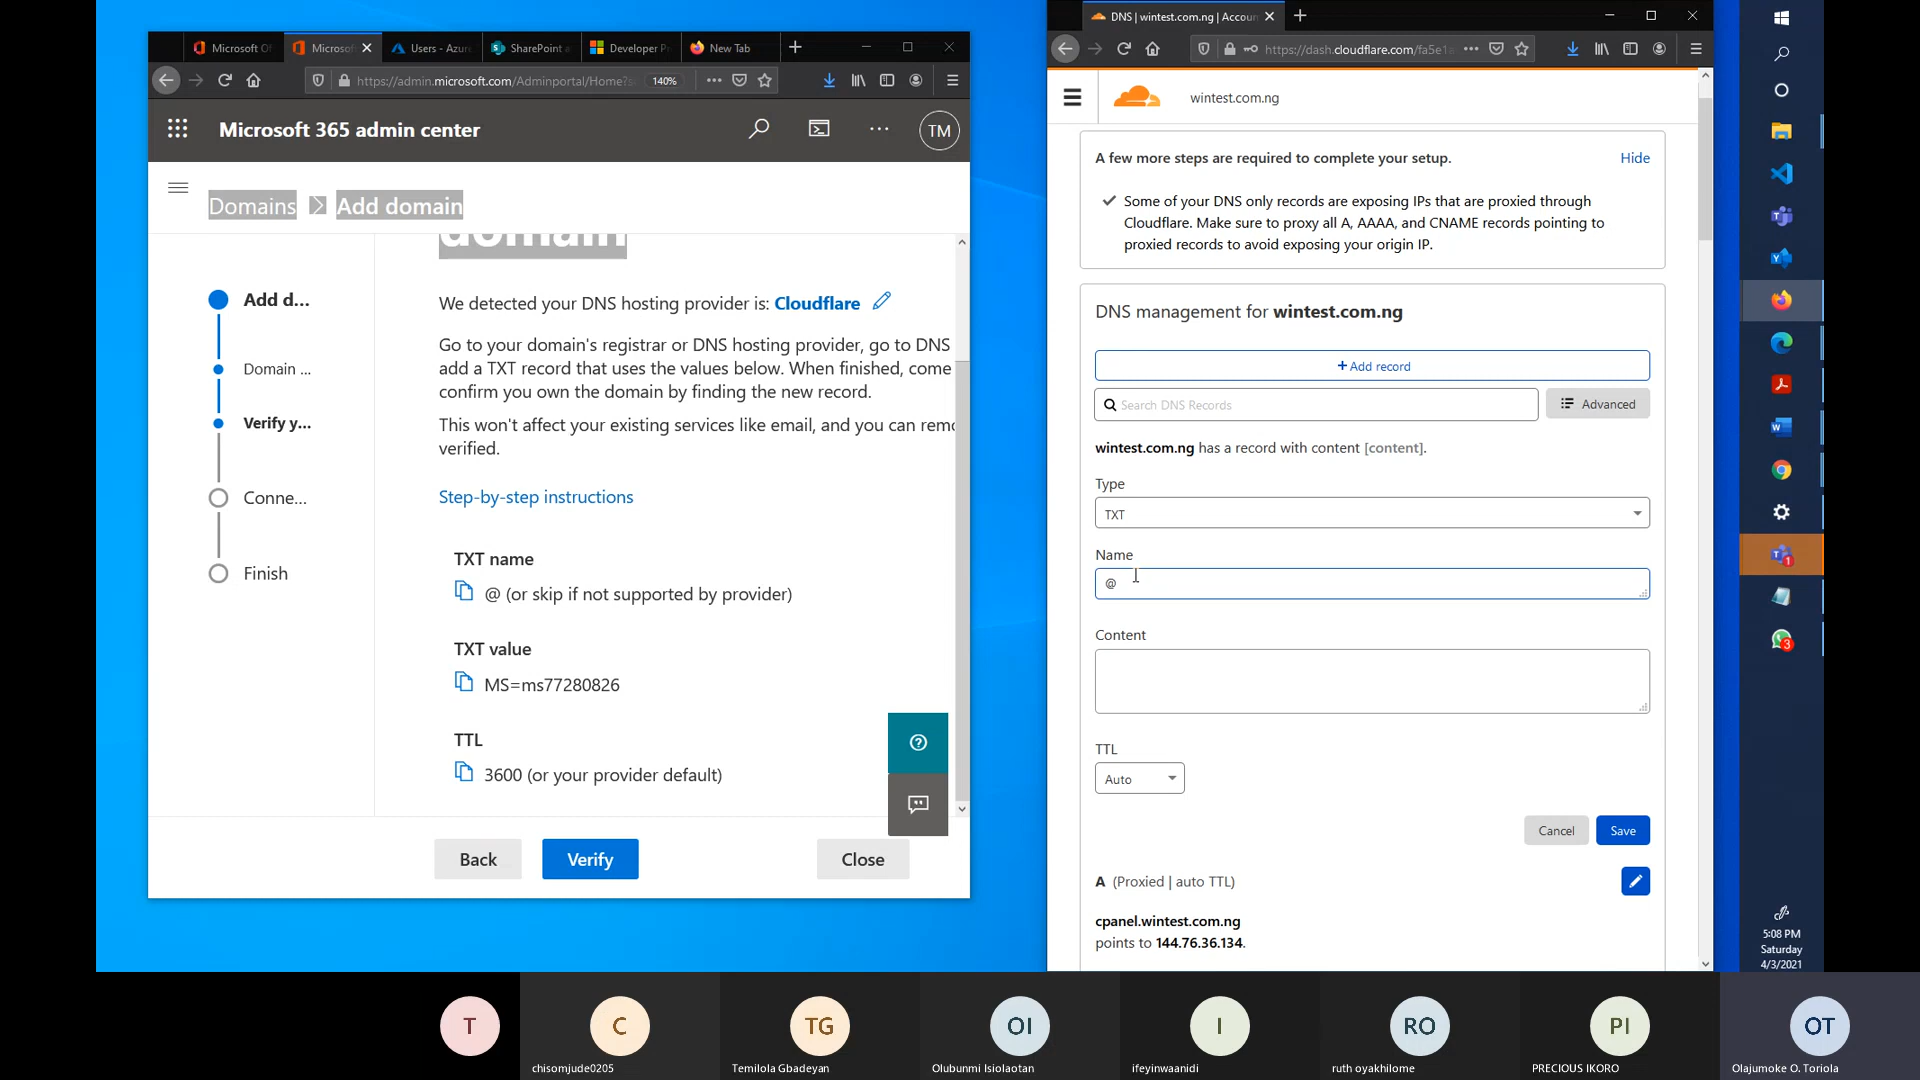 Microsoft Of
Microsof
Users - Azur
SharePoint a
Developer P
New Tab
https://admin.microsoft.com/Adminportal/Home?s
140%
Microsoft 365 admin center
TM
Domains
Add domain
domain
Add d...
Domain ...
Verify y...
Conne...
Finish
We detected your DNS hosting provider is: Cloudflare
Go to your domain's registrar or DNS hosting provider, go to DNS
add a TXT record that uses the values below. When finished, come
confirm you own the domain by finding the new record.
This won't affect your existing services like email, and you can remo
verified.
Step-by-step instructions
TXT name
@ (or skip if not supported by provider)
TXT value
MS=ms77280826
TTL
3600 (or your provider default)
Back
Verify
Close
DNS | wintest.com.ng | Accoun
https://dash.cloudflare.com/fa5e1a
wintest.com.ng
A few more steps are required to complete your setup.
Hide
Some of your DNS only records are exposing IPs that are proxied through
Cloudflare. Make sure to proxy all A, AAAA, and CNAME records pointing to
proxied records to avoid exposing your origin IP.
DNS management for wintest.com.ng
+ Add record
Search DNS Records
Advanced
wintest.com.ng has a record with content [content].
Type
TXT
Name
@
Content
TTL
Auto
Cancel
Save
A (Proxied | auto TTL)
cpanel.wintest.com.ng
points to 144.76.36.134.
1
3
5:08 PM
Saturday
4/3/2021
T
C
chisomjude0205
TG
Temilola Gbadeyan
OI
Olubunmi Isiolaotan
I
ifeyinwaanidi
RO
ruth oyakhilome
PI
PRECIOUS IKORO
OT
Olajumoke O. Toriola